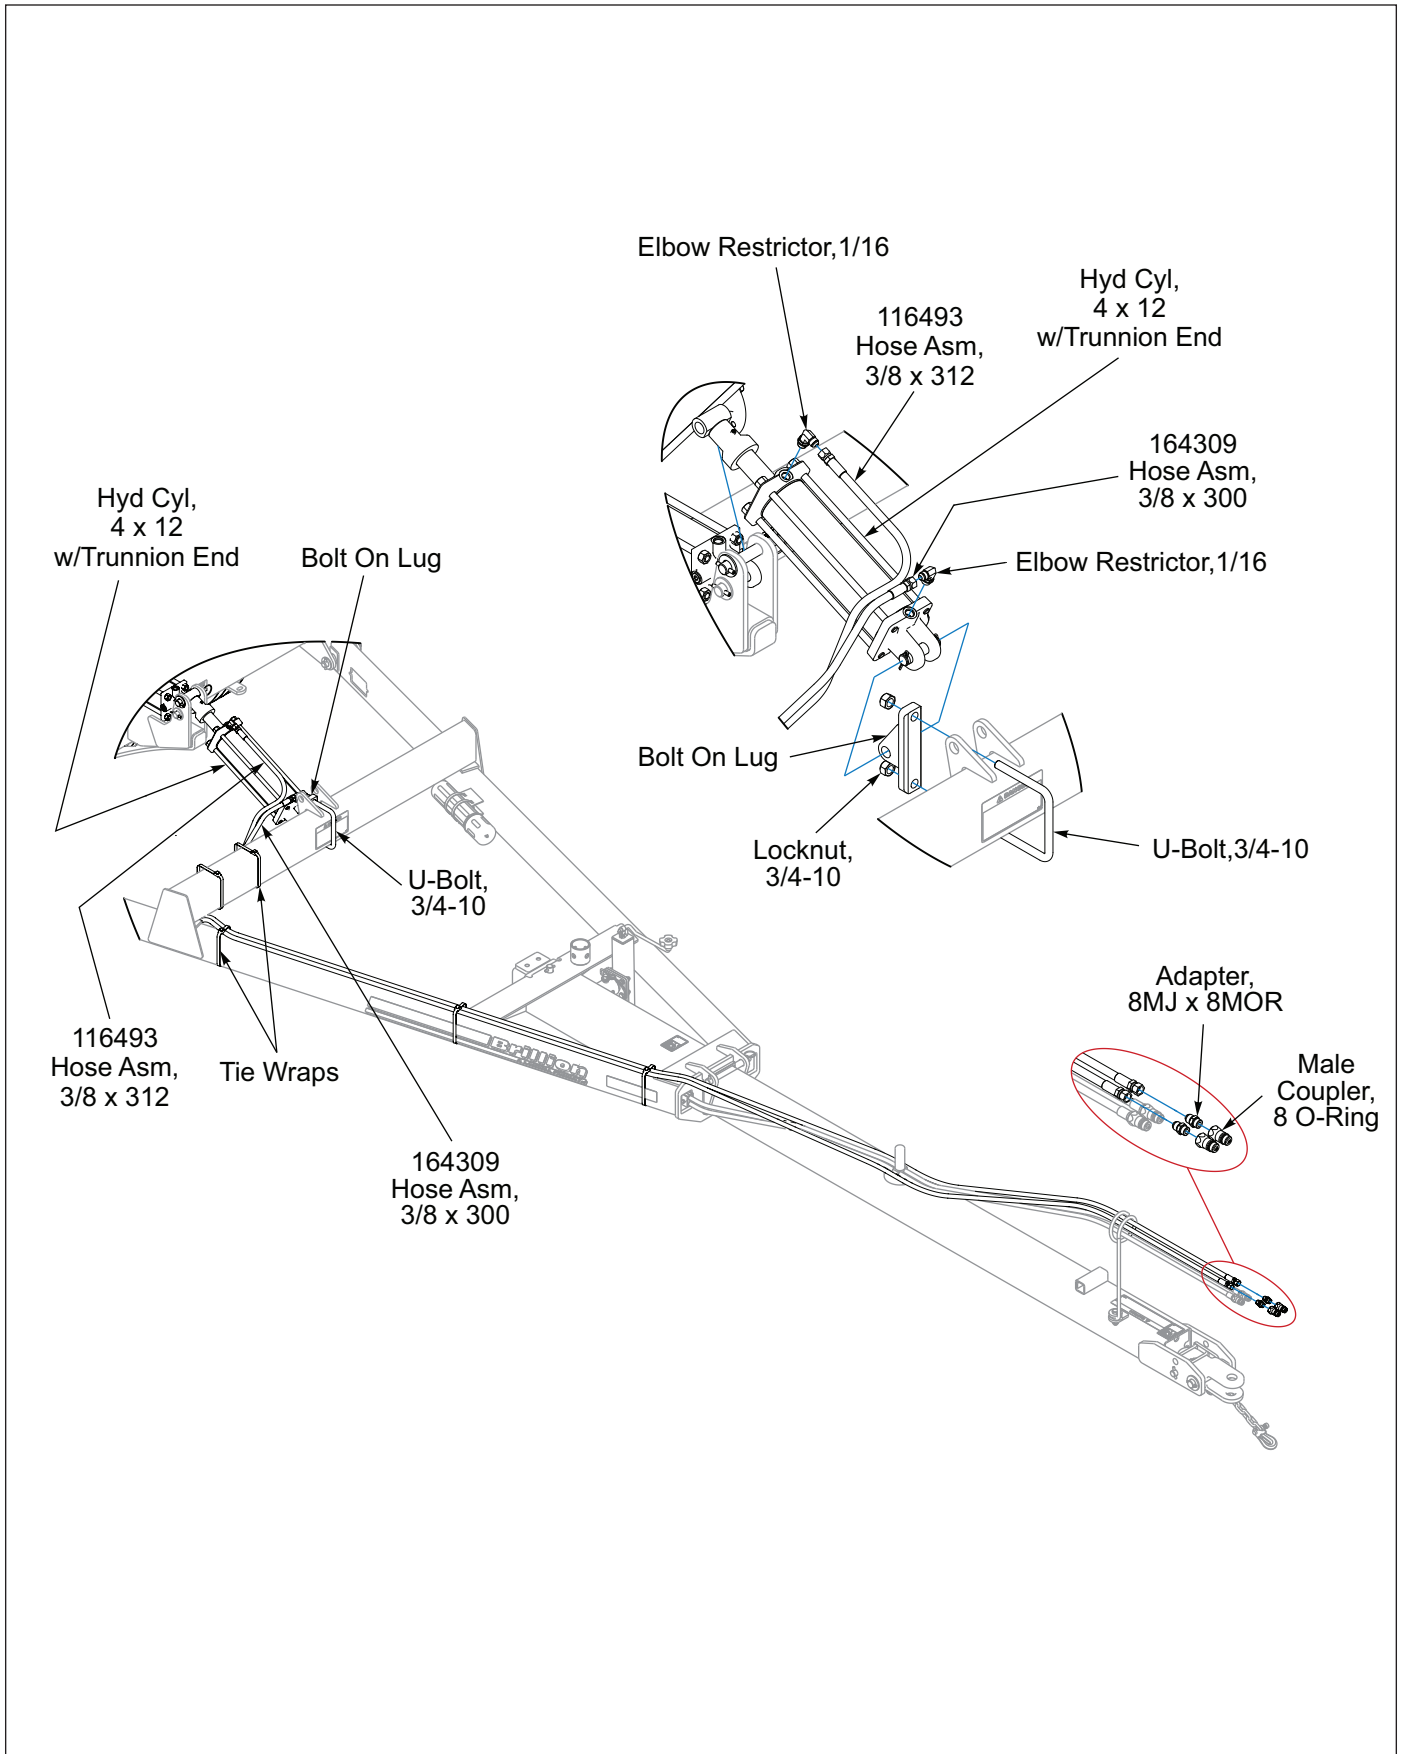 Elbow Restrictor,1/16
Hyd Cyl,
4 x 12
w/Trunnion End
116493
Hose Asm,
3/8 x 312
164309
Hose Asm,
3/8 x 300
Elbow Restrictor,1/16
Hyd Cyl,
4 x 12
w/Trunnion End
Bolt On Lug
Bolt On Lug
Locknut,
3/4-10
U-Bolt,3/4-10
U-Bolt,
3/4-10
Adapter,
8MJ x 8MOR
Male
Coupler,
8 O-Ring
116493
Hose Asm,
3/8 x 312
Tie Wraps
164309
Hose Asm,
3/8 x 300
Brillion